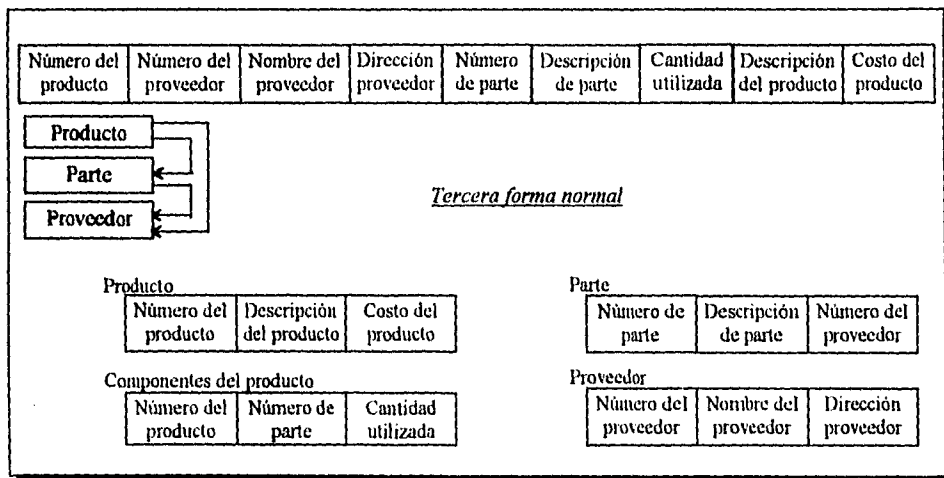 Número del Número del Nombre del Dirección Número Descripción Cantidad Descripción Costo del
producto proveedor proveedor proveedor de parte de parte utilizada del producto producto
Producto
Parte
Proveedor
Tercera forma normal
Producto
Número del Descripción Costo del
producto del producto producto
Parte
Número de Descripción Número del
parte de parte proveedor
Componentes del producto
Número del Número de Cantidad
producto parte utilizada
Proveedor
Número del Nombre del Dirección
proveedor proveedor proveedor